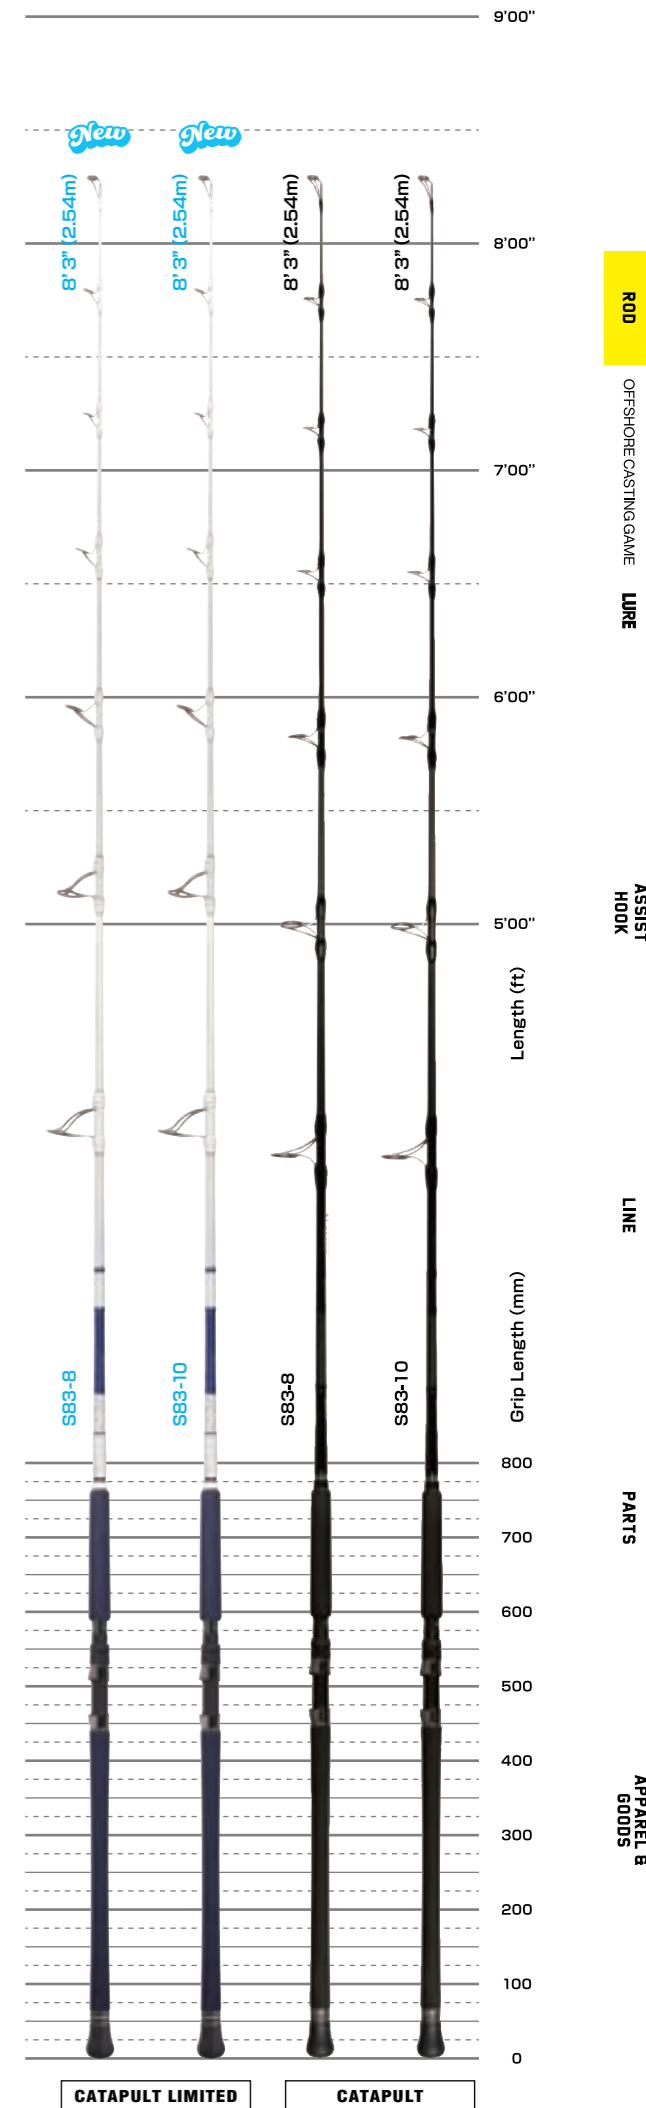 9’00”
New
New
8’ 3” (2.54m)
8’ 3” (2.54m)
8’ 3” (2.54m)
8’ 3” (2.54m)
8’00”
ROD
7’00”
OFFSHORE CASTING GAME
LURE
6’00”
ASSIST
HOOK
5’00”
Length (ft)
LINE
Grip Length (mm)
S83-8
S83-10
S83-8
S83-10
800
PARTS
700
600
500
400
APPAREL &
GOODS
300
200
100
0
CATAPULT LIMITED
CATAPULT